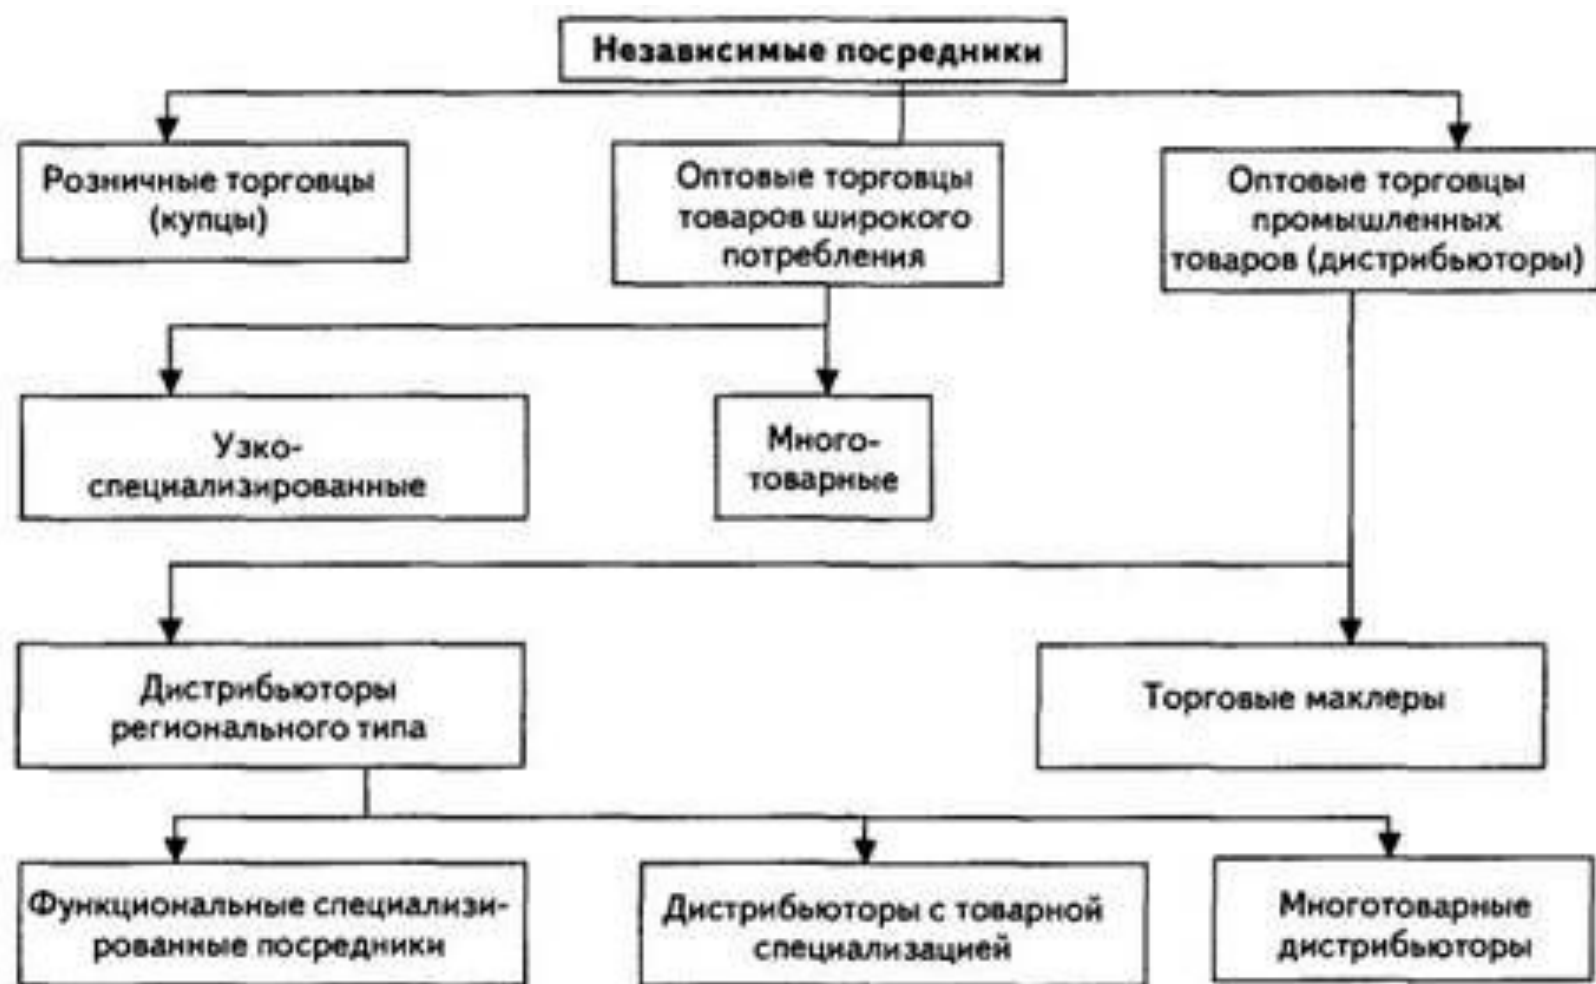 Независимые посредники
Розничные торговцы
(купцы)
Оптовые торговцы
товаров широкого
потребления
Оптовые торговцы
промышленных
товаров (дистрибьюторы)
Узко-
специализированные
Много-
товарные
Дистрибьюторы
регионального типа
Торговые маклеры
Функциональные специализи-
рованные посредники
Дистрибьюторы с товарной
специализацией
Многотоварные
дистрибьюторы